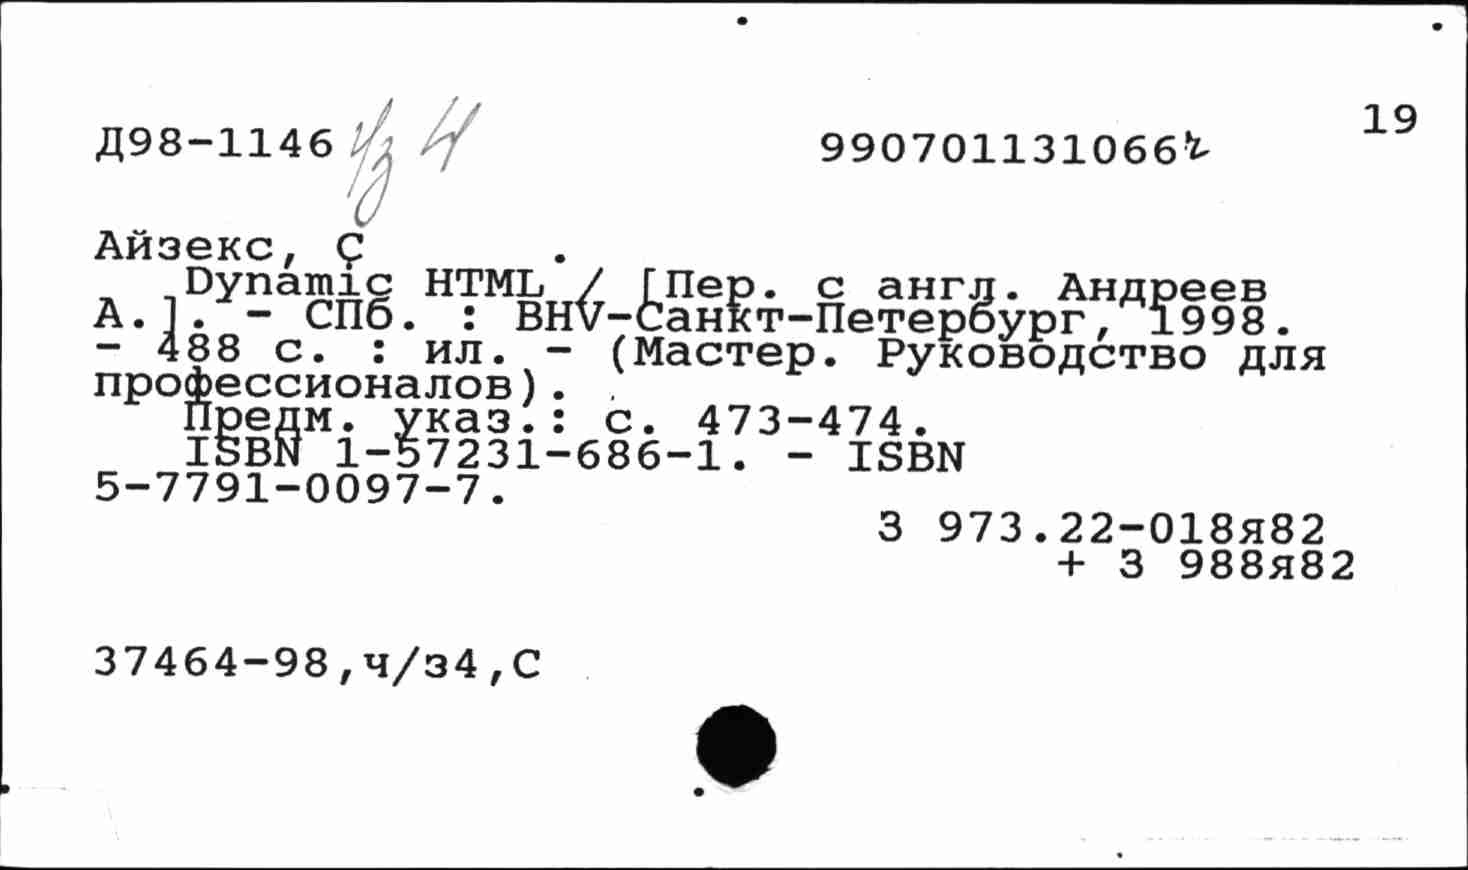 19
Д98-1146 ч/з 4 990701131066
Айзекс, С .
Dynamic HTML / [Пер. с англ. Андреев
А.]. - СПб. : BHV-Санкт-Петербург, 1998.
- 488 с. : ил. - (Мастер. Руководство для
профессионалов).
Предм. указ.: с. 473-474.
ISBN 1-57231-686-1. - ISBN
5-7791-0097-7.
З 973.22-018я82
+ З 988я82
37464-98,ч/з4,С